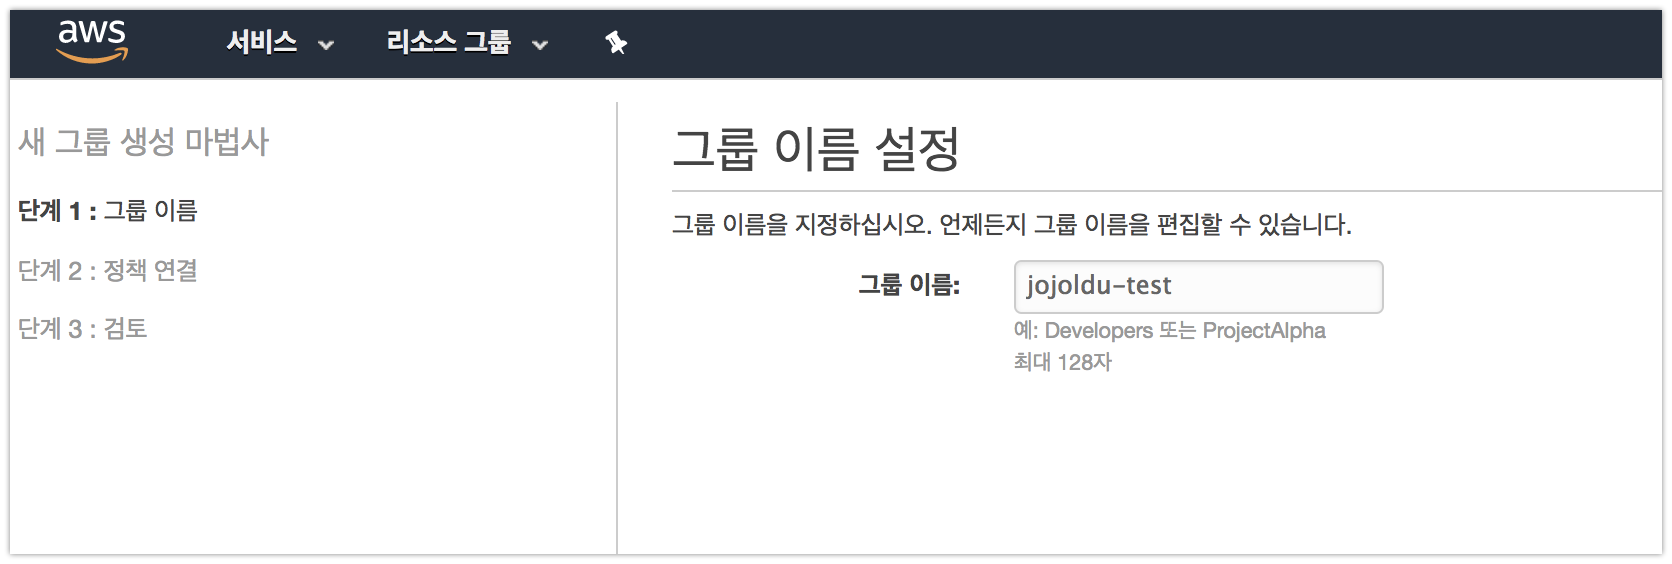 aws 서비스 리소스 그룹
새 그룹 생성 마법사
단계 1 : 그룹 이름
단계 2 : 정책 연결
단계 3 : 검토
그룹 이름 설정
그룹 이름을 지정하십시오. 언제든지 그룹 이름을 편집할 수 있습니다.
그룹 이름: jojoldu-test
예: Developers 또는 ProjectAlpha
최대 128자